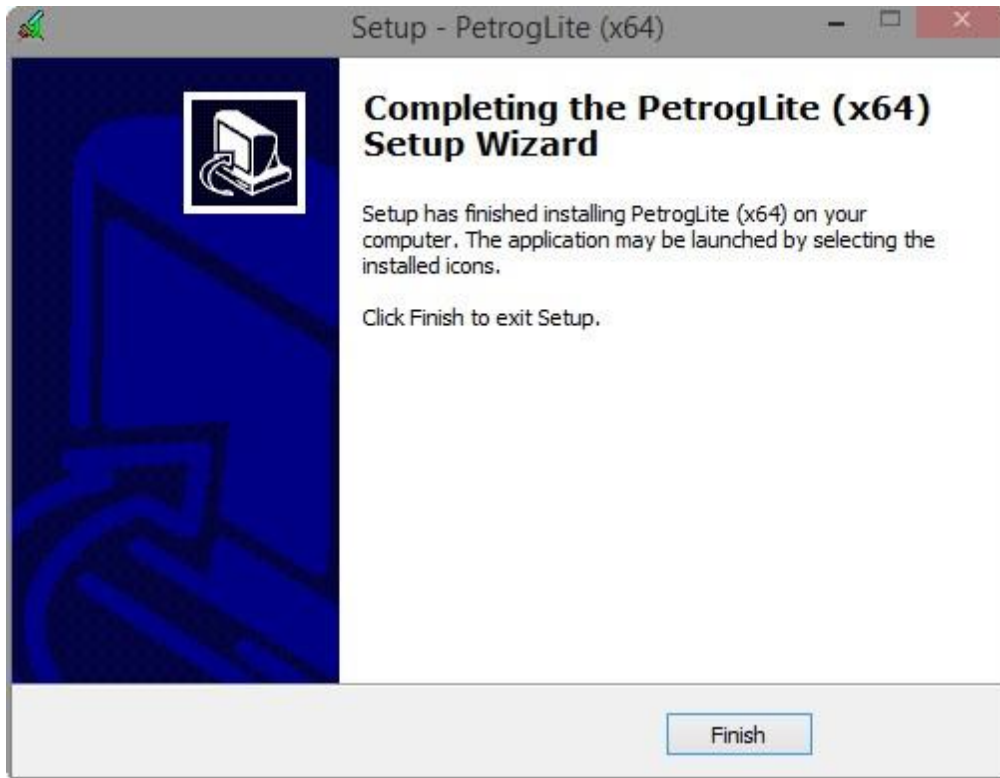 Setup - PetrogLite (x64)
Completing the PetrogLite (x64)
Setup Wizard
Setup has finished installing PetrogLite (x64) on your
computer. The application may be launched by selecting the
installed icons.
Click Finish to exit Setup.
Finish